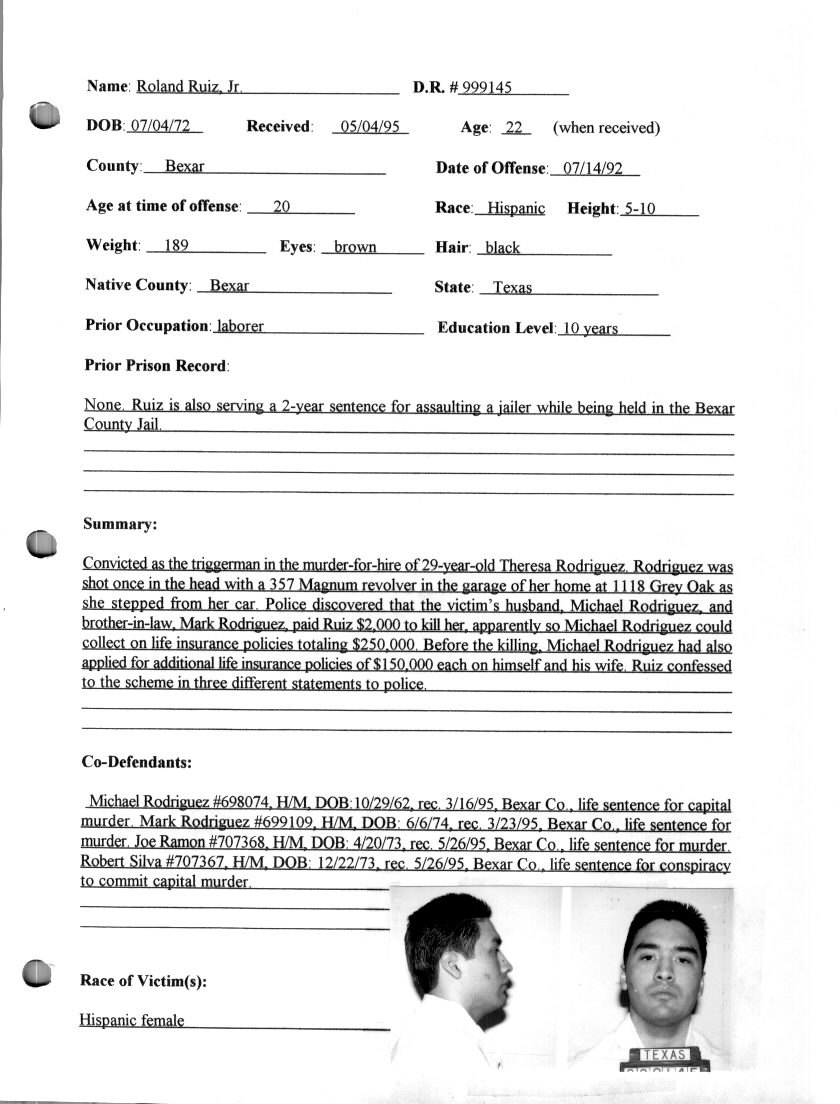 Name: Roland Ruiz, Jr. D.R. # 999145
DOB: 07/04/72 Received: 05/04/95 Age: 22 (when received)
County: Bexar Date of Offense: 07/14/92
Age at time of offense: 20 Race: Hispanic Height: 5-10
Weight: 189 Eyes: brown Hair: black
Native County: Bexar State: Texas
Prior Occupation: laborer Education Level: 10 years
Prior Prison Record:
None. Ruiz is also serving a 2-year sentence for assaulting a jailer while being held in the Bexar
County Jail.
Summary:
Convicted as the triggerman in the murder-for-hire of 29-year-old Theresa Rodriguez. Rodriguez was
shot once in the head with a 357 Magnum revolver in the garage of her home at 1118 Grey Oak as
she stepped from her car. Police discovered that the victim's husband, Michael Rodriguez, and
brother-in-law, Mark Rodriguez, paid Ruiz $2,000 to kill her, apparently so Michael Rodriguez could
collect on life insurance policies totaling $250,000. Before the killing, Michael Rodriguez had also
applied for additional life insurance policies of $150,000 each on himself and his wife. Ruiz confessed
to the scheme in three different statements to police.
Co-Defendants:
Michael Rodriguez #698074, H/M, DOB:10/29/62, rec. 3/16/95, Bexar Co., life sentence for capital
murder. Mark Rodriguez #699109, H/M, DOB: 6/6/74, rec. 3/23/95, Bexar Co., life sentence for
murder. Joe Ramon #707368, H/M, DOB: 4/20/73, rec. 5/26/95, Bexar Co., life sentence for murder.
Robert Silva #707367, H/M, DOB: 12/22/73, rec. 5/26/95, Bexar Co., life sentence for conspiracy
to commit capital murder.
Race of Victim(s):
Hispanic female
TEXAS